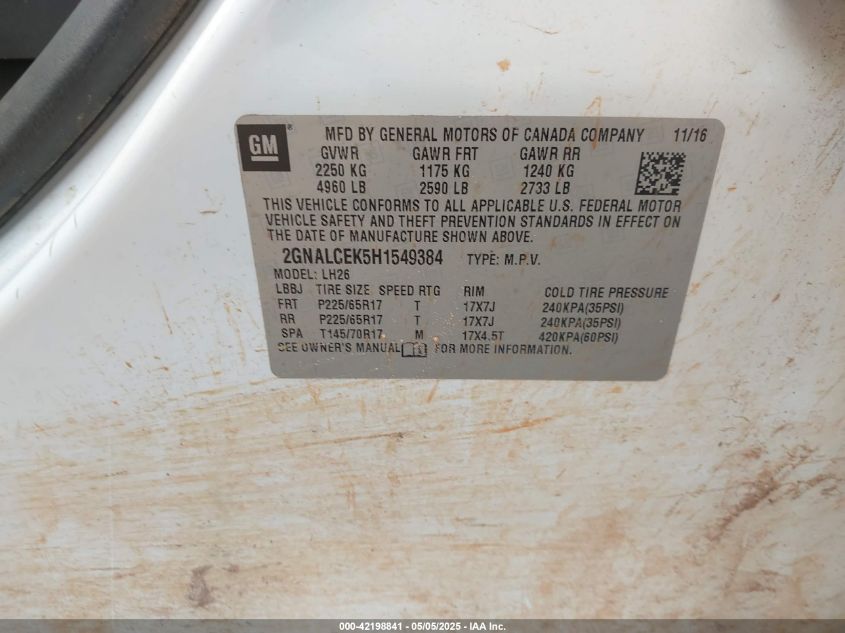 GM ® MFD BY GENERAL MOTORS OF CANADA COMPANY 11/16
GVWR GAWR FRT GAWR RR
2250 KG 1175 KG 1240 KG
4960 LB 2590 LB 2733 LB
THIS VEHICLE CONFORMS TO ALL APPLICABLE U.S. FEDERAL MOTOR
VEHICLE SAFETY AND THEFT PREVENTION STANDARDS IN EFFECT ON
THE DATE OF MANUFACTURE SHOWN ABOVE.
2GNALCEK5H1549384 TYPE: M.P.V.
MODEL: LH26
LBBJ TIRE SIZE SPEED RTG RIM COLD TIRE PRESSURE
FRT P225/65R17 T 17X7J 240KPA(35PSI)
RR P225/65R17 T 17X7J 240KPA(35PSI)
SPA T145/70R17 M 17X4.5T 420KPA(60PSI)
SEE OWNER'S MANUAL FOR MORE INFORMATION.
000-42198841 — 05/05/2025 — IAA Inc.